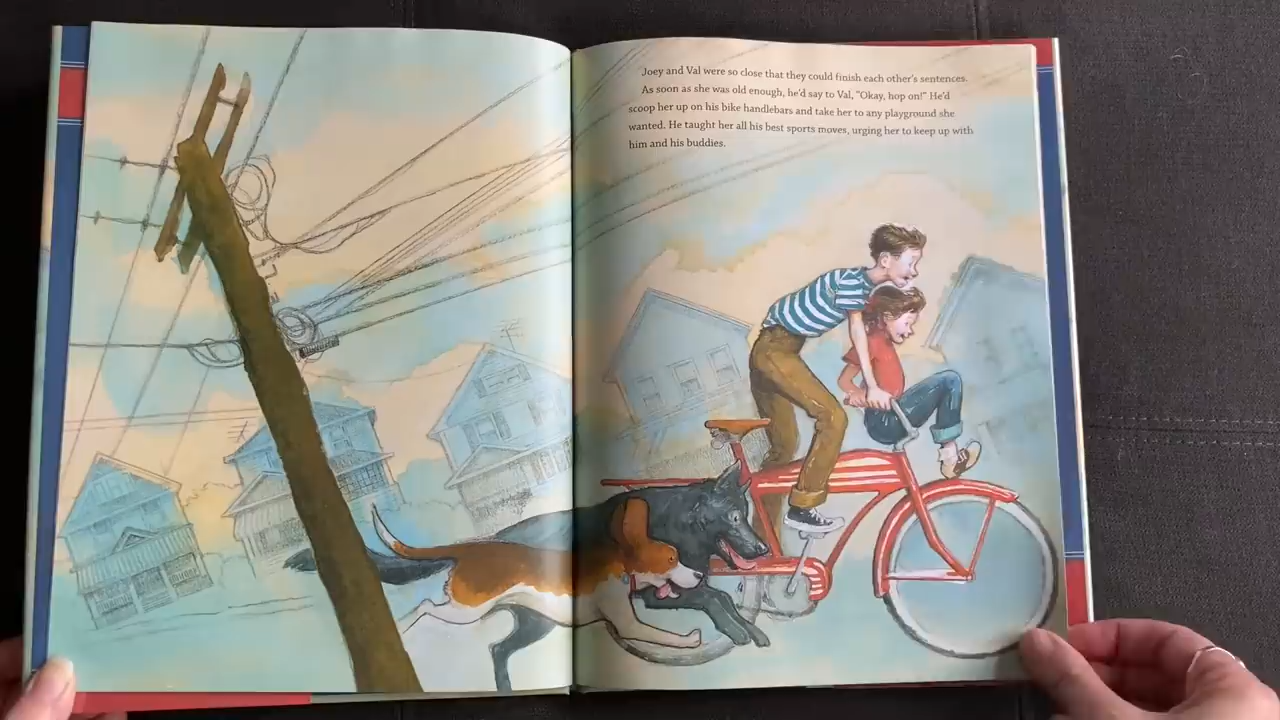 Joey and Val were so close that they could finish each other's sentences.
As soon as she was old enough, he'd say to Val, "Okay, hop on!" He'd
scoop her up on his bike handlebars and take her to any playground she
wanted. He taught her all his best sports moves, urging her to keep up with
him and his buddies.